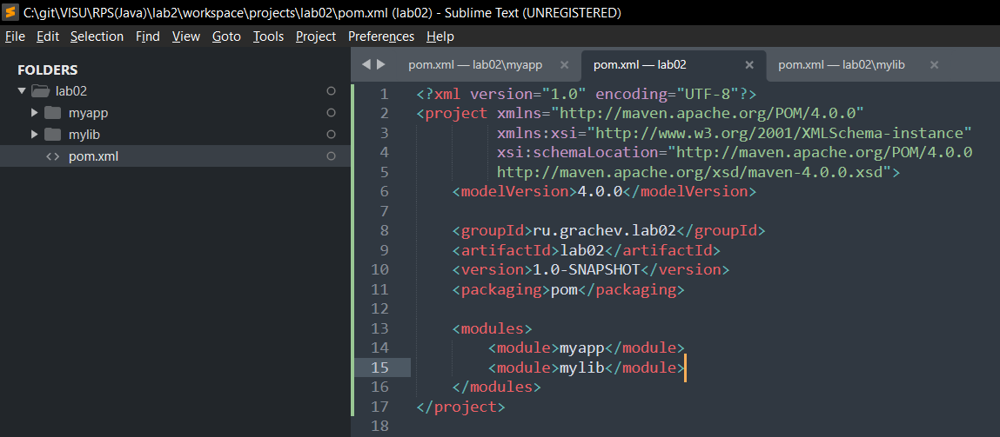 C:\git\VISU\RPS(Java)\lab2\workspace\projects\lab02\pom.xml (lab02) - Sublime Text (UNREGISTERED)
File Edit Selection Find View Goto Tools Project Preferences Help
FOLDERS
lab02
myapp
mylib
<> pom.xml
pom.xml — lab02\myapp × pom.xml — lab02 × pom.xml — lab02\mylib ×
1 <?xml version="1.0" encoding="UTF-8"?>
2 <project xmlns="http://maven.apache.org/POM/4.0.0"
3 xmlns:xsi="http://www.w3.org/2001/XMLSchema-instance"
4 xsi:schemaLocation="http://maven.apache.org/POM/4.0.0
5 http://maven.apache.org/xsd/maven-4.0.0.xsd">
6 <modelVersion>4.0.0</modelVersion>
7
8 <groupId>ru.grachev.lab02</groupId>
9 <artifactId>lab02</artifactId>
10 <version>1.0-SNAPSHOT</version>
11 <packaging>pom</packaging>
12
13 <modules>
14 <module>myapp</module>
15 <module>mylib</module>
16 </modules>
17 </project>
18